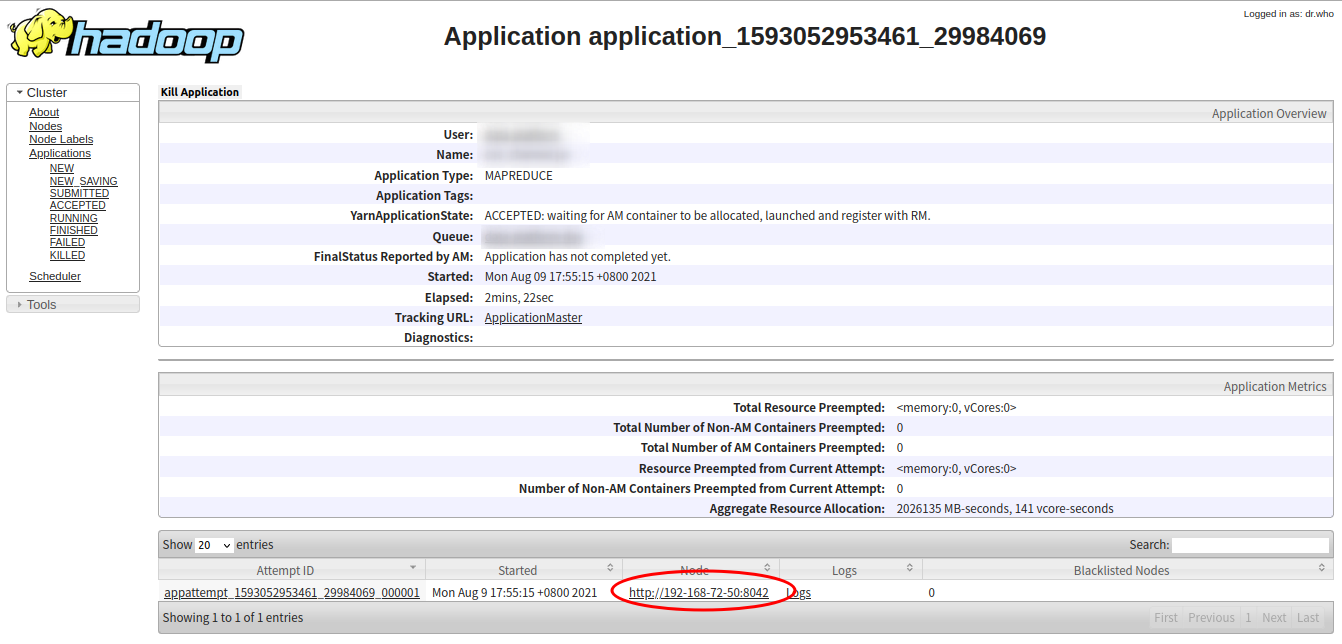 Logged in as: dr.who
hadoop
Application application_1593052953461_29984069
Cluster
About
Nodes
Node Labels
Applications
NEW
NEW_SAVING
SUBMITTED
ACCEPTED
RUNNING
FINISHED
FAILED
KILLED
Scheduler
Tools
Kill Application
Application Overview
User:
Name:
Application Type: MAPREDUCE
Application Tags:
YarnApplicationState: ACCEPTED: waiting for AM container to be allocated, launched and register with RM.
Queue:
FinalStatus Reported by AM: Application has not completed yet.
Started: Mon Aug 09 17:55:15 +0800 2021
Elapsed: 2mins, 22sec
Tracking URL: ApplicationMaster
Diagnostics:
Application Metrics
Total Resource Preempted: <memory:0, vCores:0>
Total Number of Non-AM Containers Preempted: 0
Total Number of AM Containers Preempted: 0
Resource Preempted from Current Attempt: <memory:0, vCores:0>
Number of Non-AM Containers Preempted from Current Attempt: 0
Aggregate Resource Allocation: 2026135 MB-seconds, 141 vcore-seconds
Show 20 entries Search:
Attempt ID Started Node Logs Blacklisted Nodes
appattempt_1593052953461_29984069_000001 Mon Aug 9 17:55:15 +0800 2021 http://192-168-72-50:8042 Logs 0
Showing 1 to 1 of 1 entries First Previous 1 Next Last